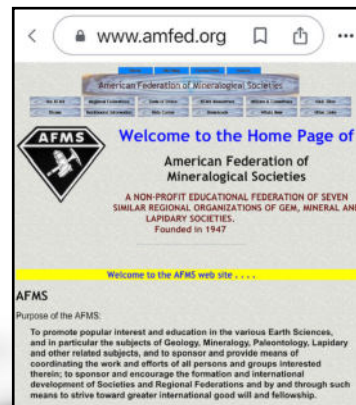 www.amfed.org
American Federation of Mineralogical Societies
Regional Federations
AFMS Newsletters
Officers & Committees
AFMS
Welcome to the Home Page of
American Federation of
Mineralogical Societies
A NON-PROFIT EDUCATIONAL FEDERATION OF SEVEN
SIMILAR REGIONAL ORGANIZATIONS OF GEM, MINERAL AND
LAPIDARY SOCIETIES.
Founded in 1947
Welcome to the AFMS web site . . . .
AFMS
Purpose of the AFMS:
To promote popular interest and education in the various Earth Sciences,
and in particular the subjects of Geology, Mineralogy, Paleontology, Lapidary
and other related subjects, and to sponsor and provide means of
coordinating the work and efforts of all persons and groups interested
therein; to sponsor and encourage the formation and international
development of Societies and Regional Federations and by and through such
means to strive toward greater international good will and fellowship.